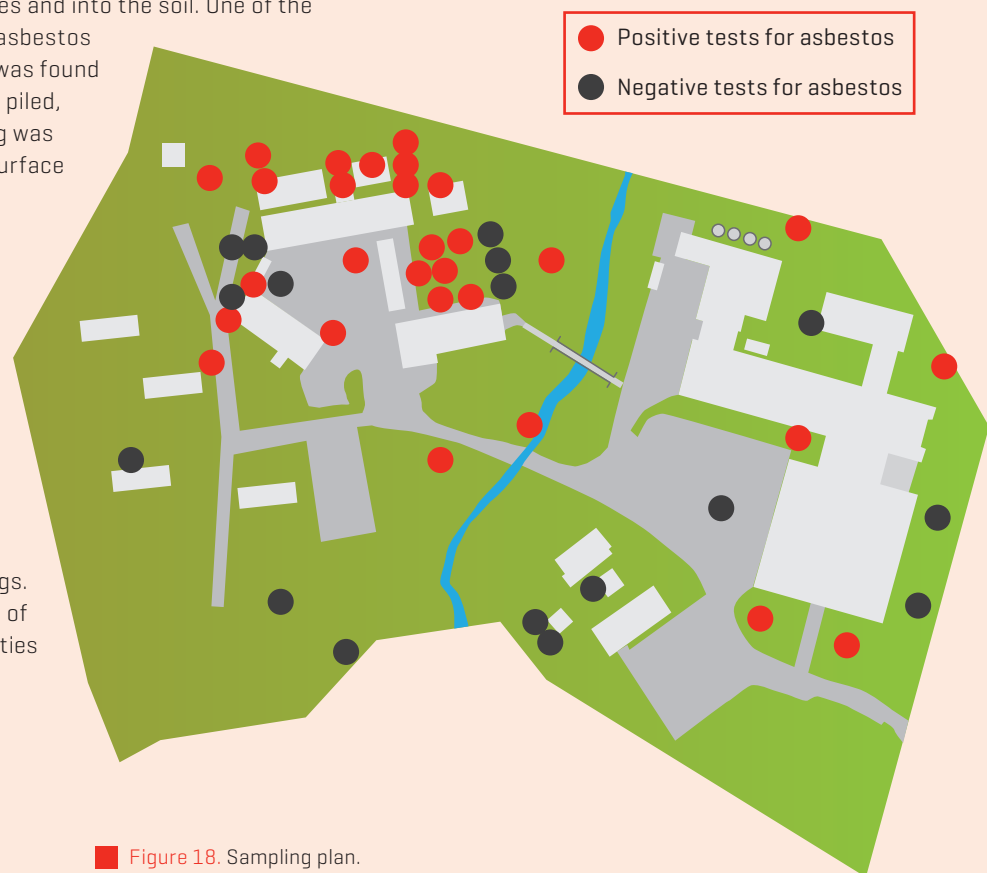 es and into the soil. One of the
asbestos
was found
piled,
g was
urface
Positive tests for asbestos
Negative tests for asbestos
gs.
of
ties
Figure 18. Sampling plan.